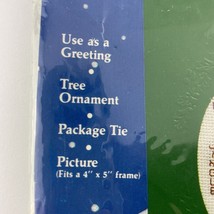 Use as a
Greeting
Tree
Ornament
Package Tie
Picture
(Fits a 4" x 5" frame)